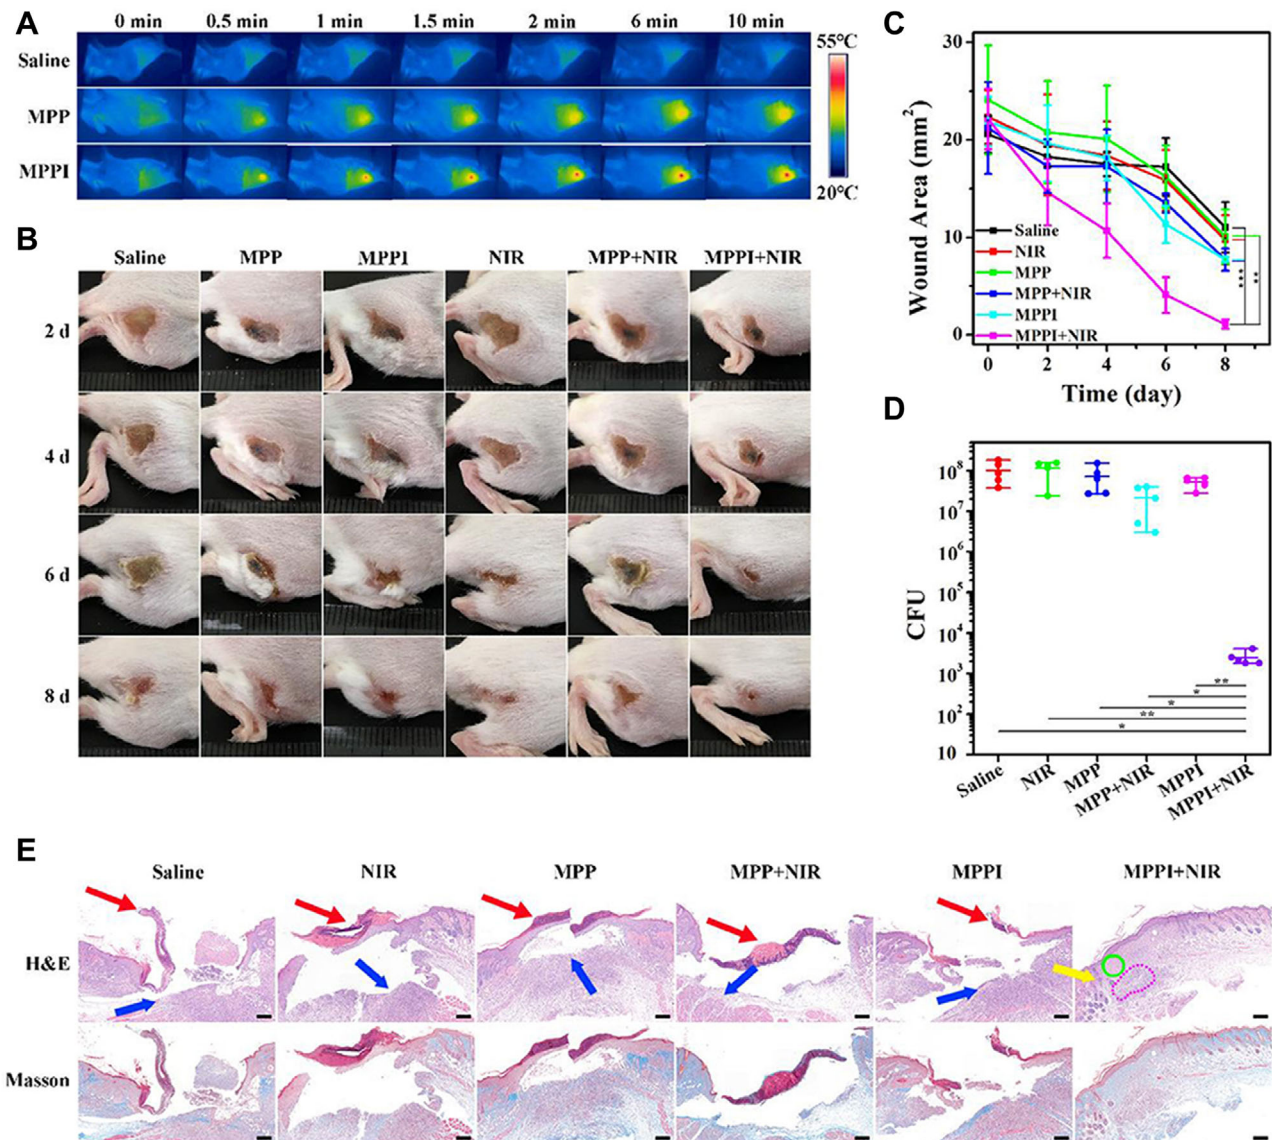 A
0 min 0.5 min 1 min 1.5 min 2 min 6 min 10 min
Saline
MPP
MPPI
55°C
20°C
B
Saline MPP MPP1 NIR MPP+NIR MPPI+NIR
2 d
4 d
6 d
8 d
C
Wound Area (mm²)
30
20
10
0
Saline
NIR
MPP
MPP+NIR
MPPI
MPPI+NIR
***
**
0 2 4 6 8
Time (day)
D
CFU
10⁸
10⁷
10⁶
10⁵
10⁴
10³
10²
10
**
*
*
**
*
Saline NIR MPP MPP+NIR MPPI MPPI+NIR
E
Saline NIR MPP MPP+NIR MPPI MPPI+NIR
H&E
Masson